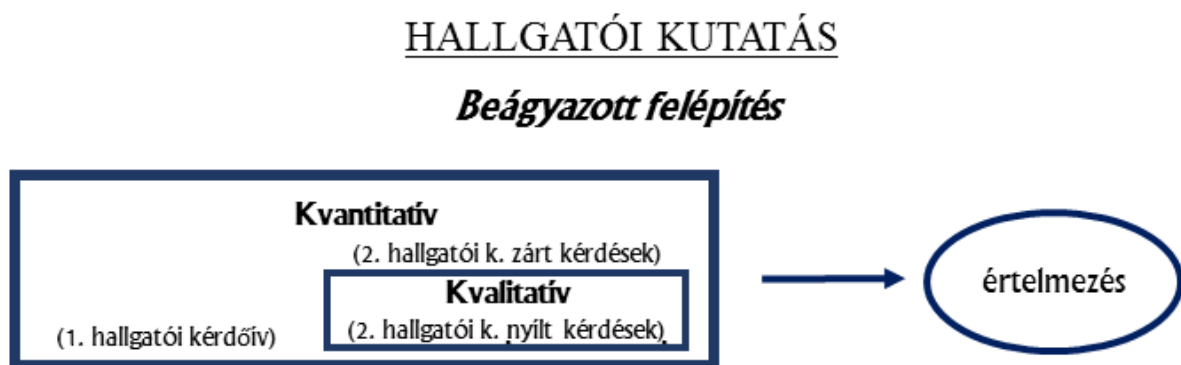 HALLGATÓI KUTATÁS
Beágyazott felépítés
Kvantitatív
(2. hallgatói k. zárt kérdések)
Kvalitatív
(2. hallgatói k. nyílt kérdések)
(1. hallgatói kérdőív)
értelmezés